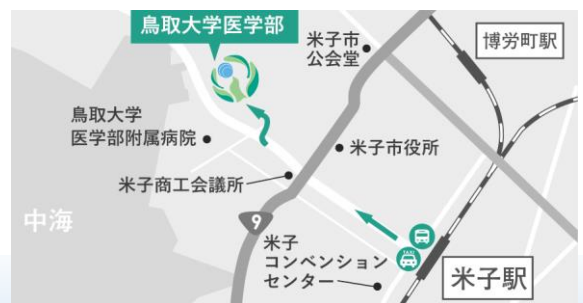 鳥取大学医学部
米子市
公会堂
博労町駅
鳥取大学
医学部附属病院
米子市役所
米子商工会議所
中海
9
米子
コンベンション
センター
米子駅